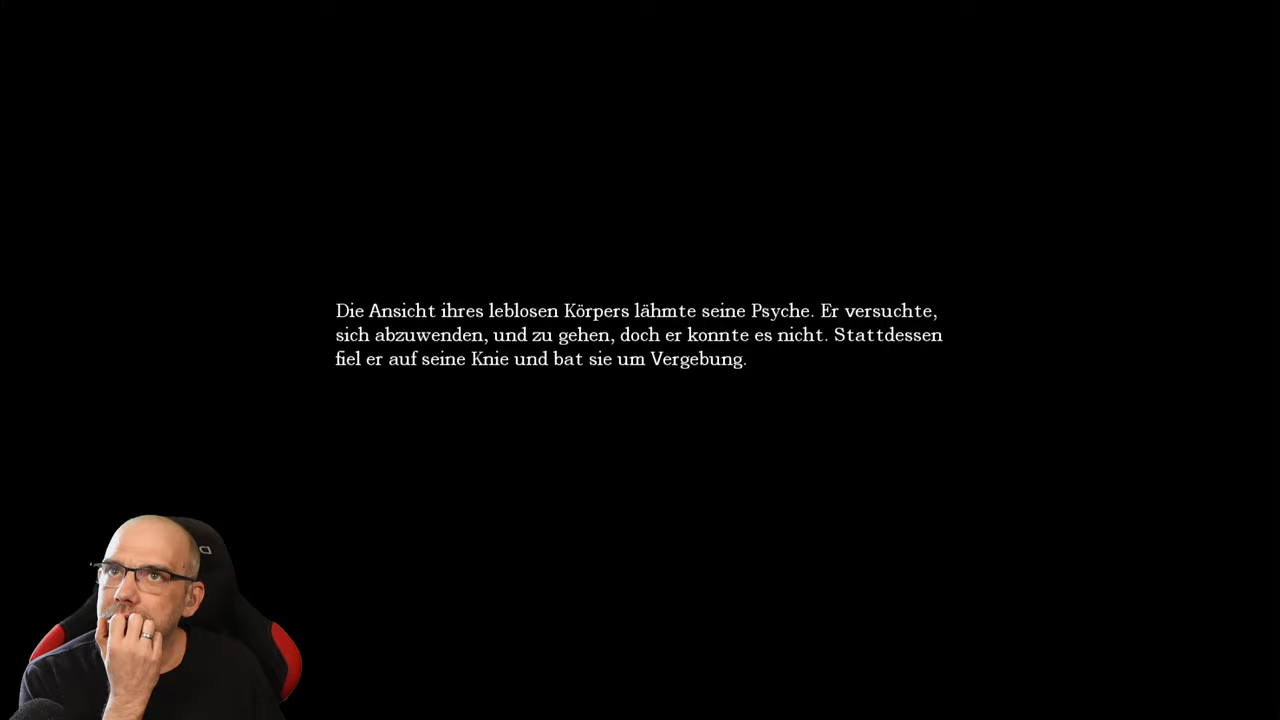 Die Ansicht ihres leblosen Körpers lähmte seine Psyche. Er versuchte,
sich abzuwenden, und zu gehen, doch er konnte es nicht. Stattdessen
fiel er auf seine Knie und bat sie um Vergebung.